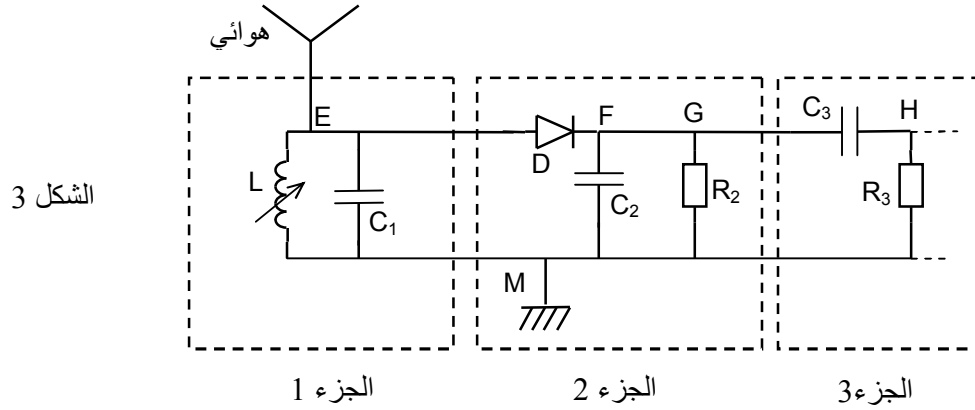 هوائي
E
F
G
C₃
H
D
L
C₁
C₂
R₂
R₃
الشكل 3
M
الجزء 1
الجزء 2
الجزء3